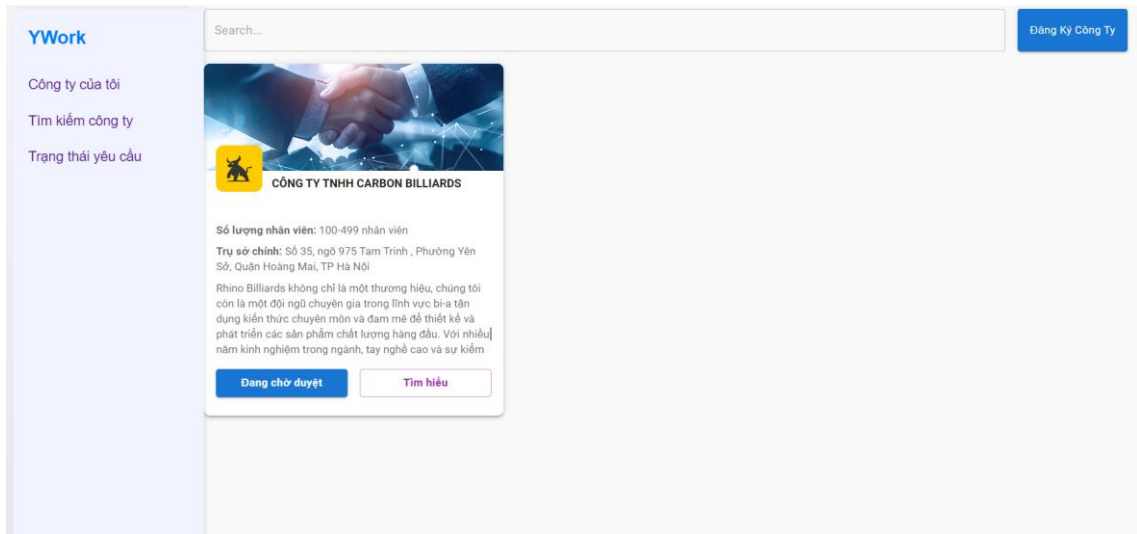 YWork
Công ty của tôi
Tìm kiếm công ty
Trạng thái yêu cầu
Search...
Đăng Ký Công Ty
CÔNG TY TNHH CARBON BILLIARDS
Số lượng nhân viên: 100-499 nhân viên
Trụ sở chính: Số 35, ngõ 975 Tam Trinh , Phường Yên
Sở, Quận Hoàng Mai, TP Hà Nội
Rhino Billiards không chỉ là một thương hiệu, chúng tôi
còn là một đội ngũ chuyên gia trong lĩnh vực bi-a tận
dụng kiến thức chuyên môn và đam mê để thiết kế và
phát triển các sản phẩm chất lượng hàng đầu. Với nhiều
năm kinh nghiệm trong ngành, tay nghề cao và sự kiểm
Đang chờ duyệt
Tìm hiểu